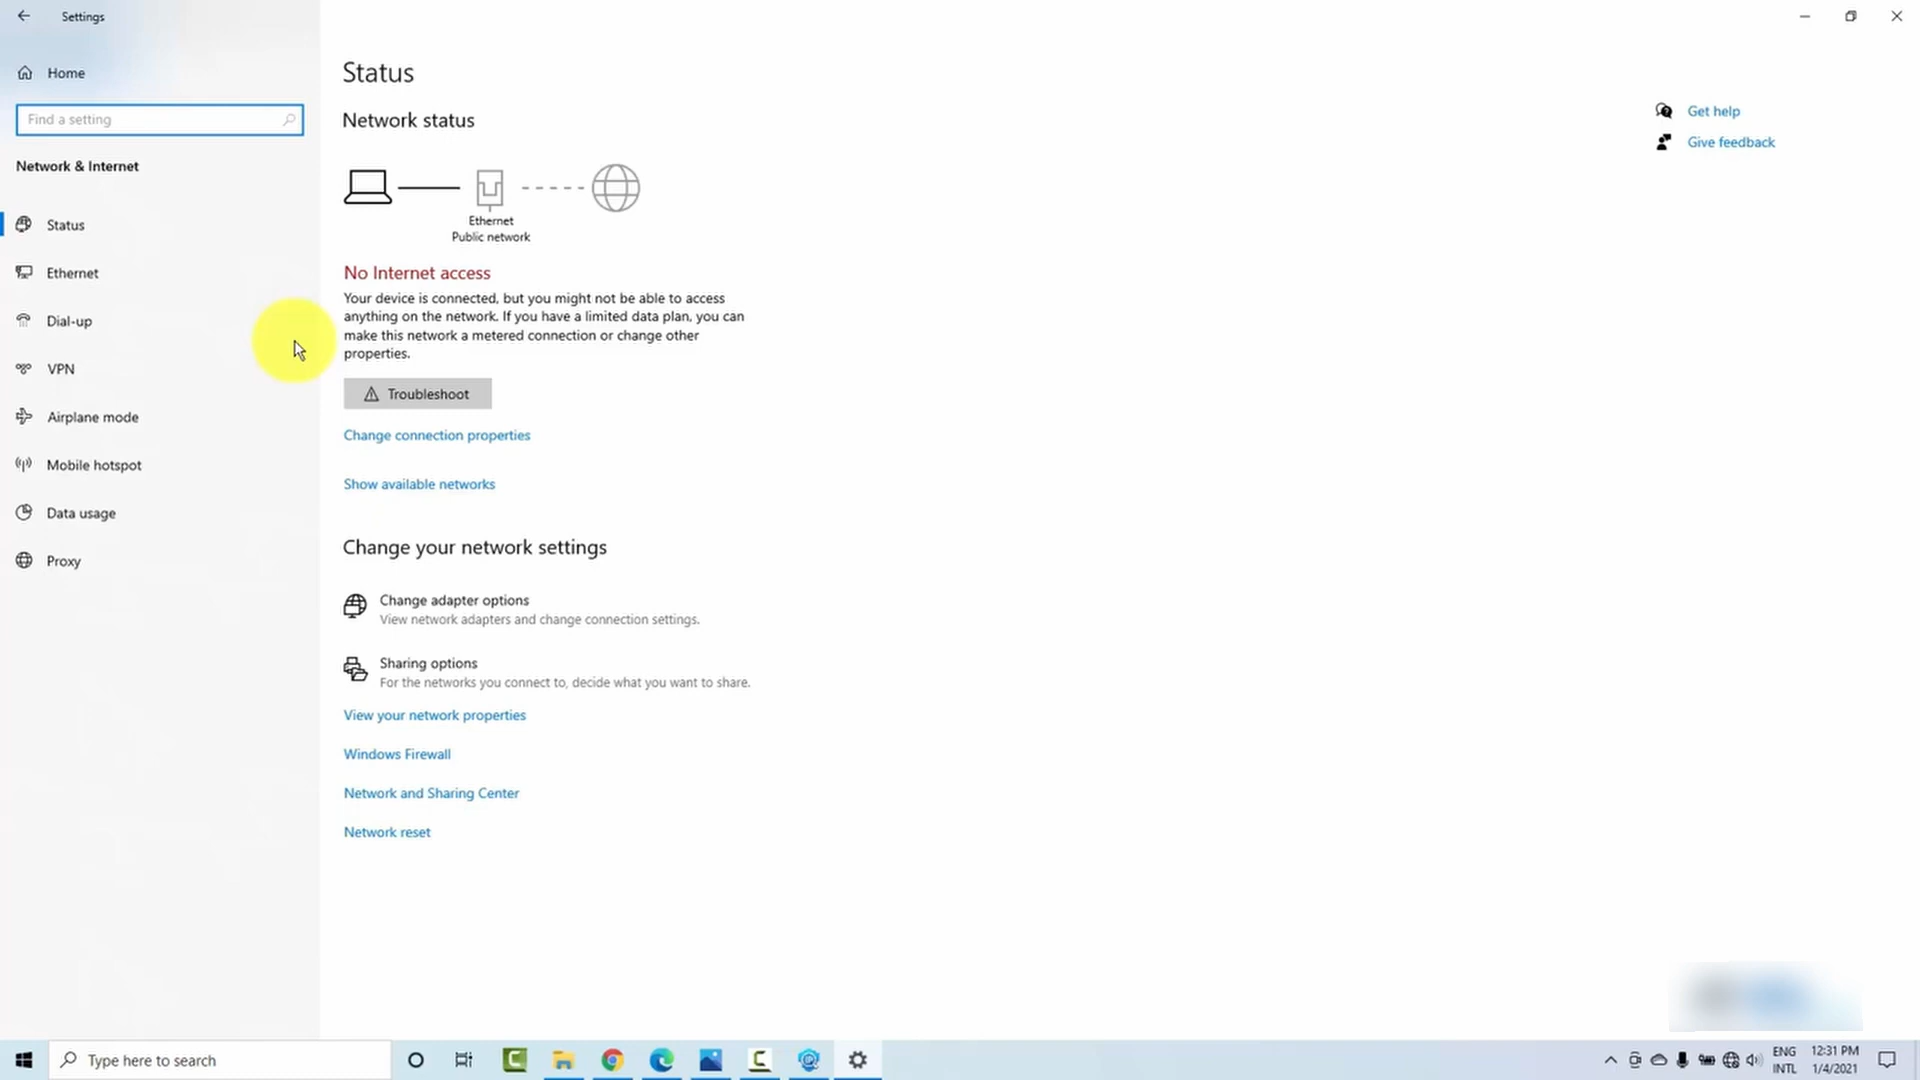 Settings
Home
Find a setting
Network & Internet
Status
Ethernet
Dial-up
VPN
Airplane mode
Mobile hotspot
Data usage
Proxy
Status
Network status
Ethernet
Public network
No Internet access
Your device is connected, but you might not be able to access
anything on the network. If you have a limited data plan, you can
make this network a metered connection or change other
properties.
Troubleshoot
Change connection properties
Show available networks
Change your network settings
Change adapter options
View network adapters and change connection settings.
Sharing options
For the networks you connect to, decide what you want to share.
View your network properties
Windows Firewall
Network and Sharing Center
Network reset
Get help
Give feedback
Type here to search
ENG
INTL
12:31 PM
1/4/2021